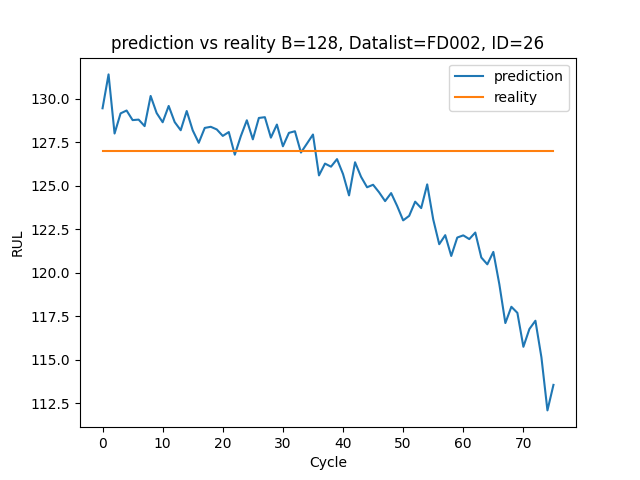 prediction vs reality B=128, Datalist=FD002, ID=26
prediction
reality
130.0
127.5
125.0
122.5
120.0
117.5
115.0
112.5
RUL
0 10 20 30 40 50 60 70
Cycle